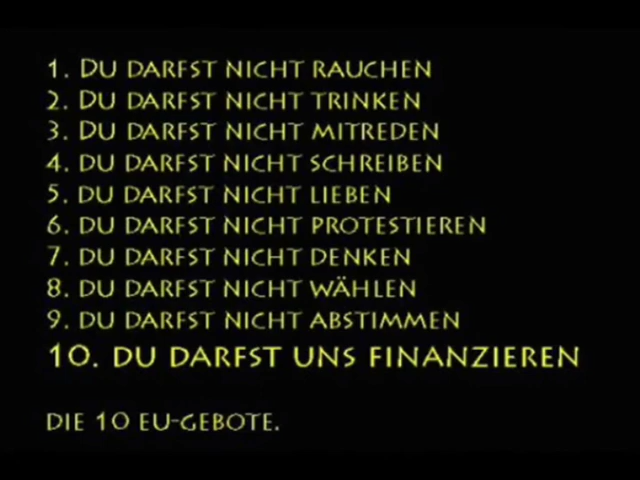 1. Du darfst nicht rauchen
2. Du darfst nicht trinken
3. Du darfst nicht mitreden
4. du darfst nicht schreiben
5. du darfst nicht lieben
6. du darfst nicht protestieren
7. du darfst nicht denken
8. du darfst nicht wählen
9. du darfst nicht abstimmen
10. du darfst uns finanzieren
die 10 EU-Gebote.